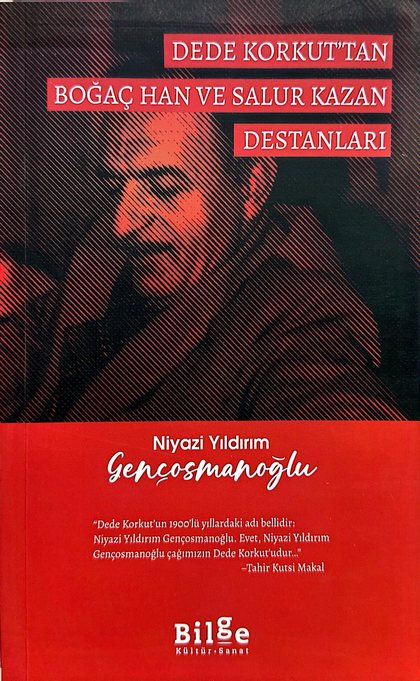 DEDE KORKUT'TAN
BOĞAÇ HAN VE SALUR KAZAN
DESTANLARI
Niyazi Yıldırım
Gençosmanoğlu
"Dede Korkut'un 1900'lü yıllardaki adı bellidir:
Niyazi Yıldırım Gençosmanoğlu. Evet, Niyazi Yıldırım
Gençosmanoğlu çağımızın Dede Korkut'udur..."
–Tahir Kutsi Makal
Bilge
Kültür•Sanat